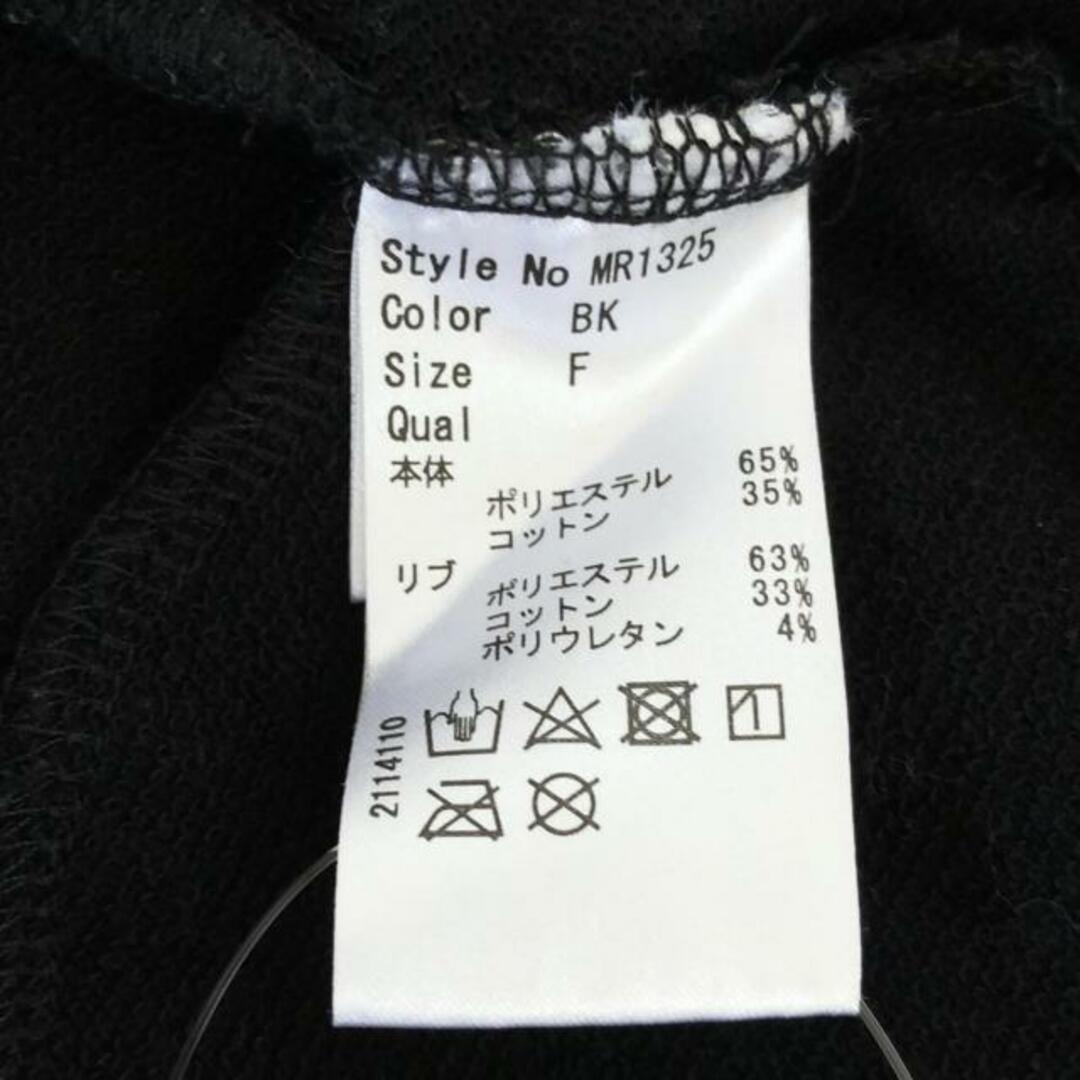 Style No MR1325
Color BK
Size F
Qual
本体
ポリエステル 65%
コットン 35%
リブ
ポリエステル 63%
コットン 33%
ポリウレタン 4%
2114110